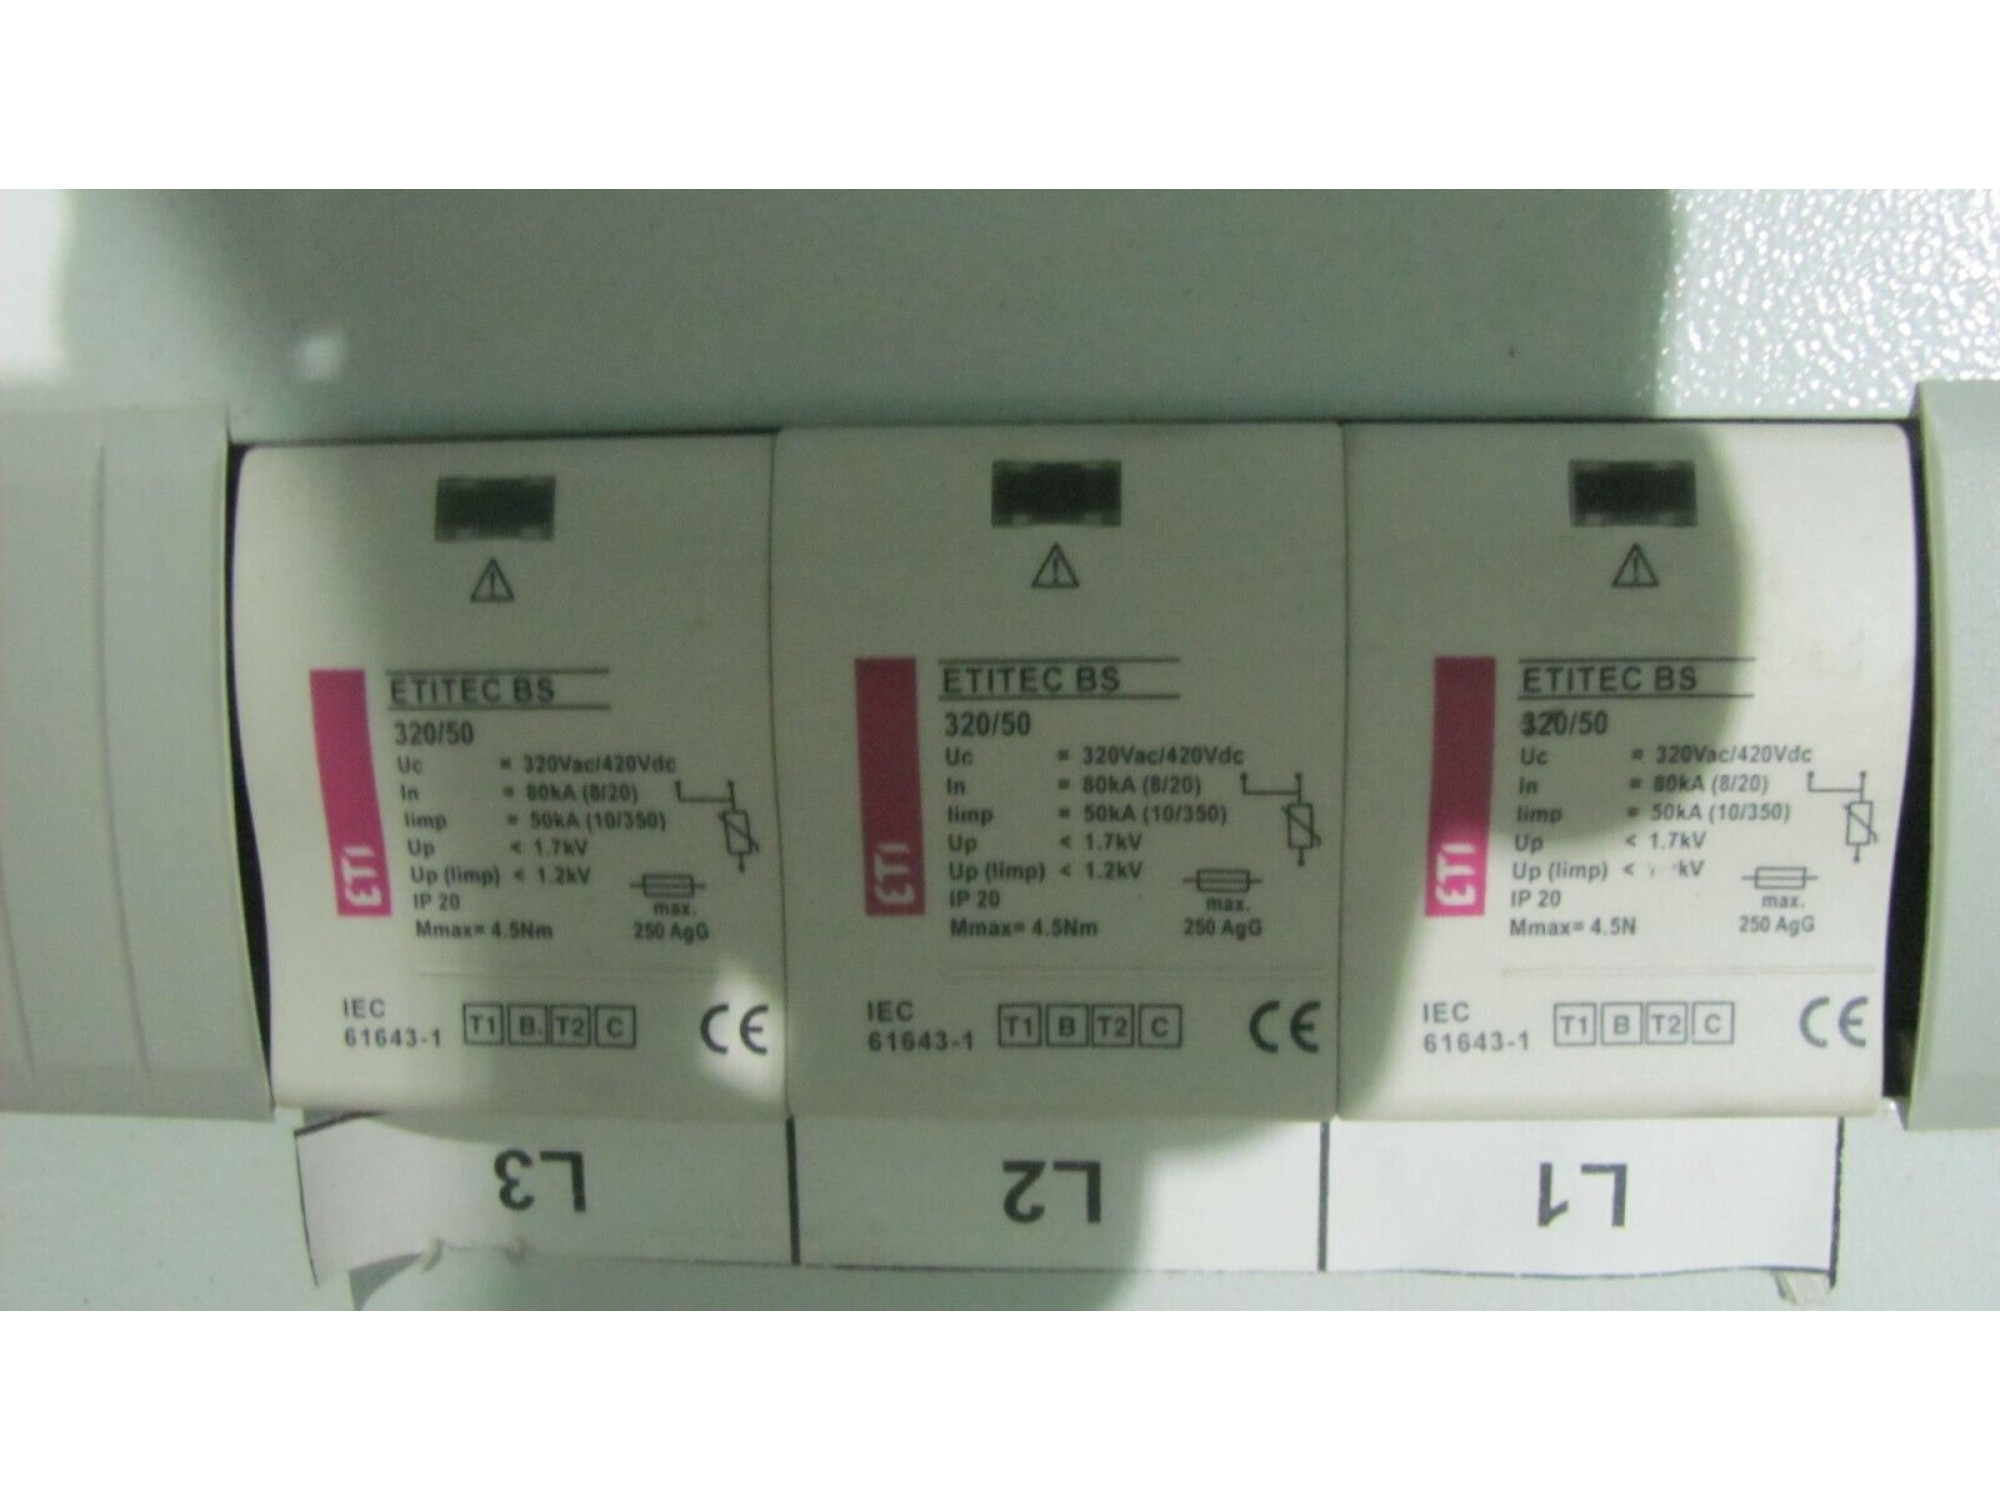 ETI
ETITEC BS
320/50
Uc = 320Vac/420Vdc
In = 80kA (8/20)
Iimp = 50kA (10/350)
Up < 1.7kV
Up (Iimp) < 1.2kV
IP 20
max.
Mmax= 4.5Nm
250 AgG
IEC
61643-1
T1 B T2 C
CE
L3
ETI
ETITEC BS
320/50
Uc = 320Vac/420Vdc
In = 80kA (8/20)
Iimp = 50kA (10/350)
Up < 1.7kV
Up (Iimp) < 1.2kV
IP 20
max.
Mmax= 4.5Nm
250 AgG
IEC
61643-1
T1 B T2 C
CE
L2
ETI
ETITEC BS
320/50
Uc = 320Vac/420Vdc
In = 80kA (8/20)
Iimp = 50kA (10/350)
Up < 1.7kV
Up (Iimp) < kV
IP 20
max.
Mmax= 4.5N
250 AgG
IEC
61643-1
T1 B T2 C
CE
L1